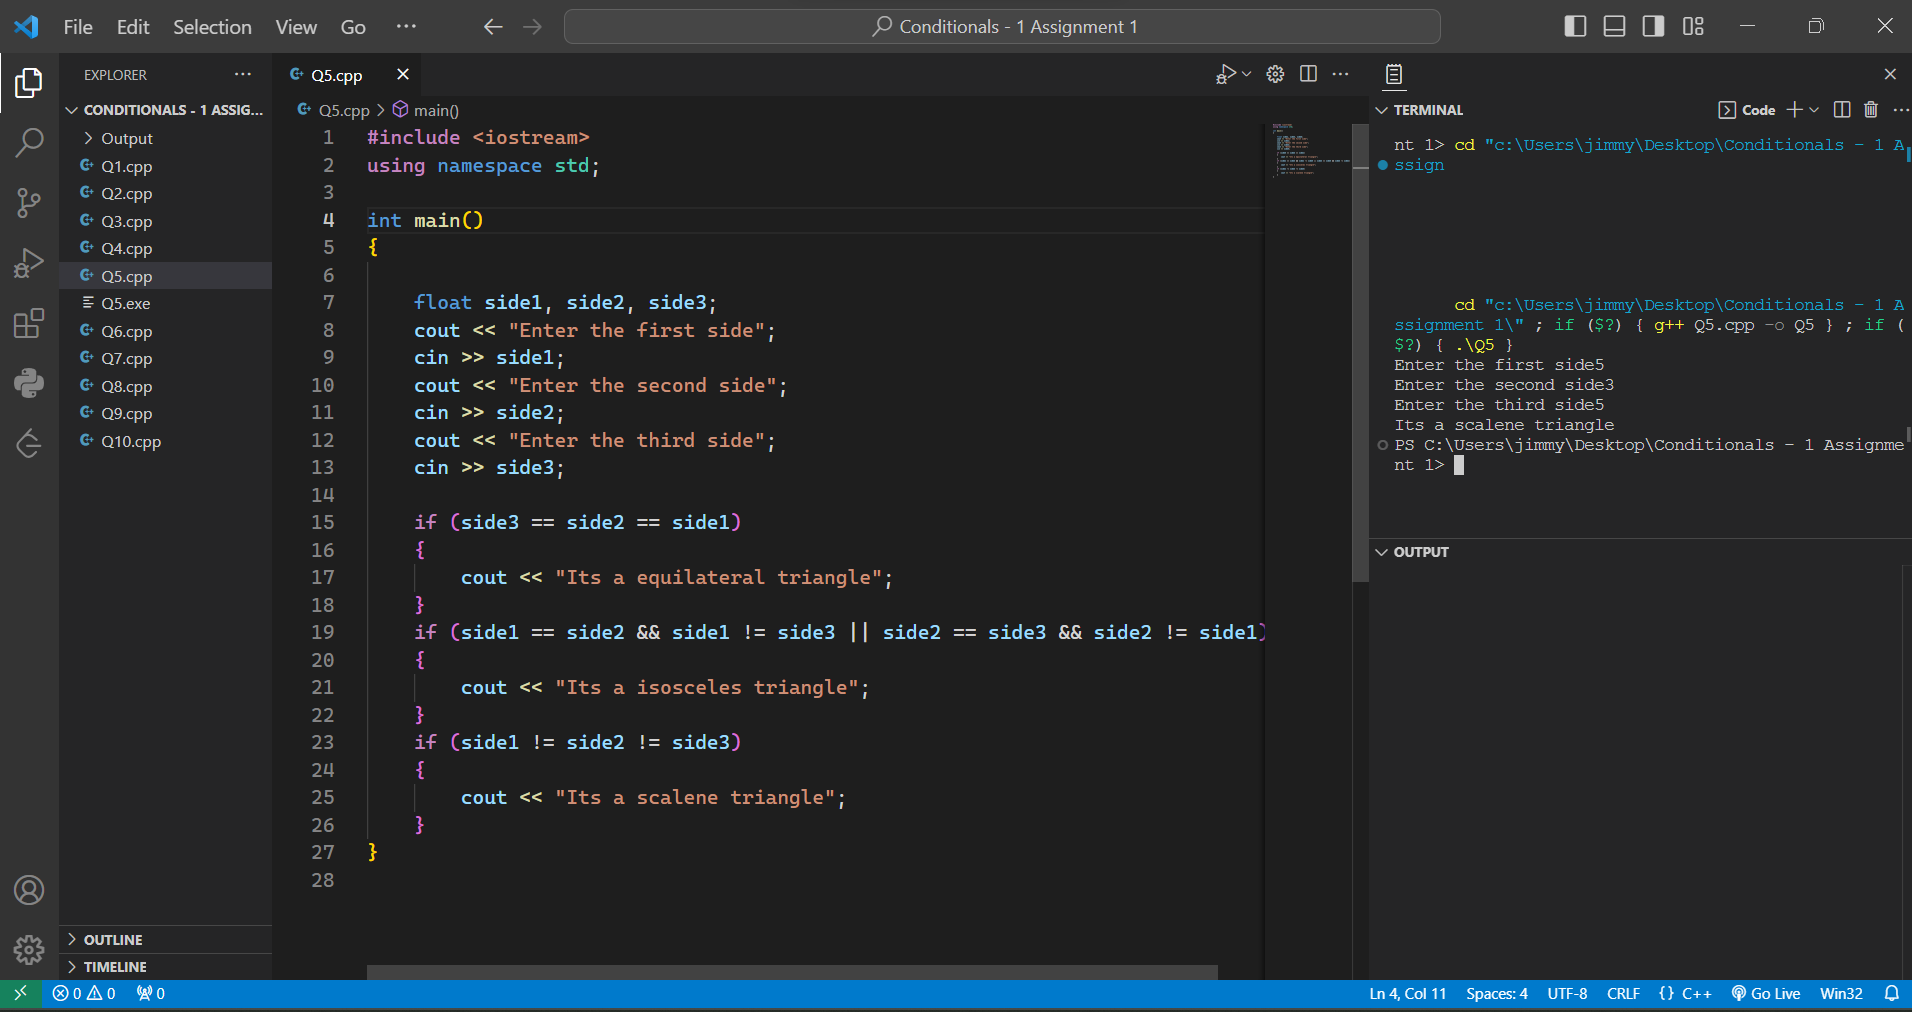 File Edit Selection View Go ··· Conditionals - 1 Assignment 1
EXPLORER ···
CONDITIONALS - 1 ASSIG...
Output
Q1.cpp
Q2.cpp
Q3.cpp
Q4.cpp
Q5.cpp
Q5.exe
Q6.cpp
Q7.cpp
Q8.cpp
Q9.cpp
Q10.cpp
OUTLINE
TIMELINE
Q5.cpp
Q5.cpp > main()
1 #include <iostream>
2 using namespace std;
3
4 int main()
5 {
6
7 float side1, side2, side3;
8 cout << "Enter the first side";
9 cin >> side1;
10 cout << "Enter the second side";
11 cin >> side2;
12 cout << "Enter the third side";
13 cin >> side3;
14
15 if (side3 == side2 == side1)
16 {
17 cout << "Its a equilateral triangle";
18 }
19 if (side1 == side2 && side1 != side3 || side2 == side3 && side2 != side1)
20 {
21 cout << "Its a isosceles triangle";
22 }
23 if (side1 != side2 != side3)
24 {
25 cout << "Its a scalene triangle";
26 }
27 }
28
TERMINAL Code
nt 1> cd "c:\Users\jimmy\Desktop\Conditionals - 1 A
ssign
cd "c:\Users\jimmy\Desktop\Conditionals - 1 A
ssignment 1\" ; if ($?) { g++ Q5.cpp -o Q5 } ; if (
$?) { .\Q5 }
Enter the first side5
Enter the second side3
Enter the third side5
Its a scalene triangle
PS C:\Users\jimmy\Desktop\Conditionals - 1 Assignme
nt 1>
OUTPUT
0 0 0 Ln 4, Col 11 Spaces: 4 UTF-8 CRLF {} C++ Go Live Win32